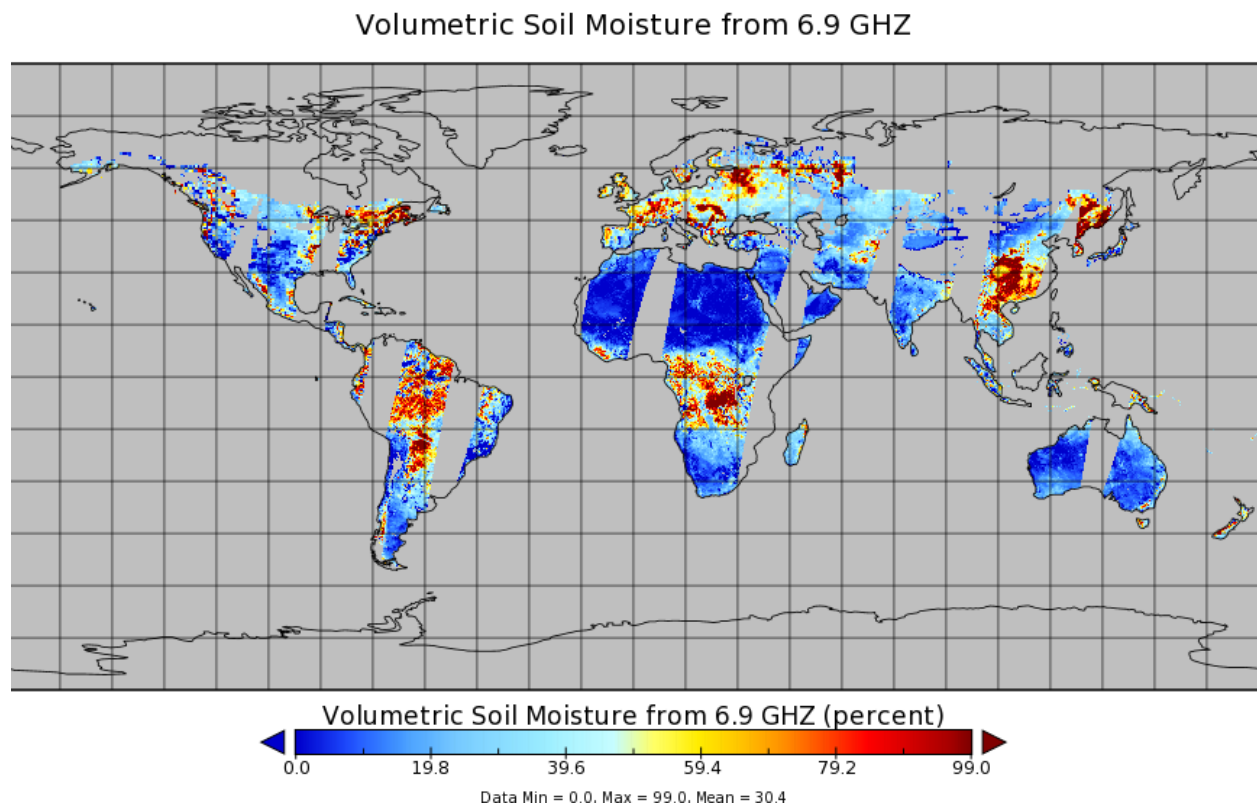 Volumetric Soil Moisture from 6.9 GHZ
Volumetric Soil Moisture from 6.9 GHZ (percent)
0.0 19.8 39.6 59.4 79.2 99.0
Data Min = 0.0, Max = 99.0, Mean = 30.4